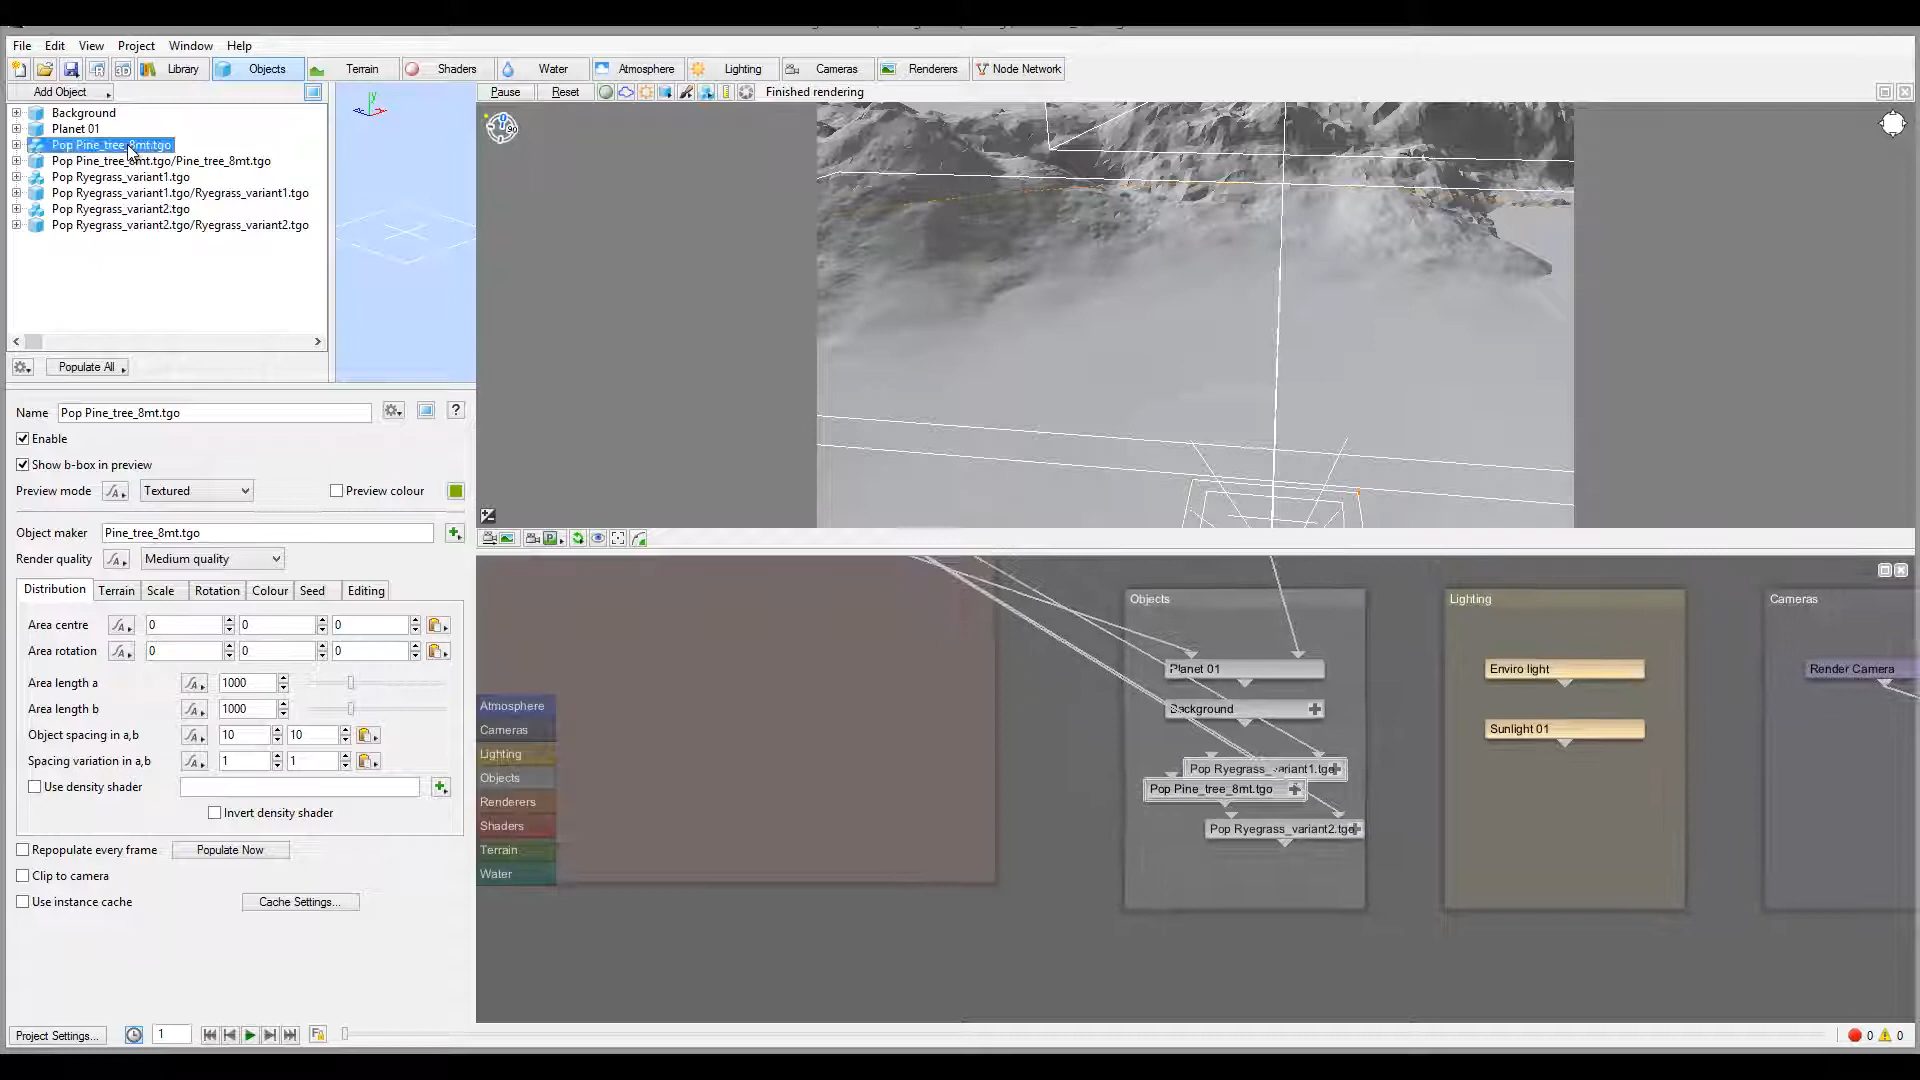 File Edit View Project Window Help
Library Objects Terrain Shaders Water Atmosphere Lighting Cameras Renderers Node Network
Add Object
Pause Reset Finished rendering
Background
Planet 01
Pop Pine_tree_8mt.tgo
Pop Pine_tree_8mt.tgo/Pine_tree_8mt.tgo
Pop Ryegrass_variant1.tgo
Pop Ryegrass_variant1.tgo/Ryegrass_variant1.tgo
Pop Ryegrass_variant2.tgo
Pop Ryegrass_variant2.tgo/Ryegrass_variant2.tgo
Populate All
Name Pop Pine_tree_8mt.tgo ?
Enable
Show b-box in preview
Preview mode Textured Preview colour
Object maker Pine_tree_8mt.tgo
Render quality Medium quality
Distribution Terrain Scale Rotation Colour Seed Editing
Area centre 0 0 0
Area rotation 0 0 0
Area length a 1000
Area length b 1000
Object spacing in a,b 10 10
Spacing variation in a,b 1 1
Use density shader
Invert density shader
Repopulate every frame Populate Now
Clip to camera
Use instance cache Cache Settings...
Atmosphere
Cameras
Lighting
Objects
Renderers
Shaders
Terrain
Water
Objects
Planet 01
Background
Pop Ryegrass_variant1.tgo
Pop Pine_tree_8mt.tgo
Pop Ryegrass_variant2.tgo
Lighting
Enviro light
Sunlight 01
Cameras
Render Camera
Project Settings... 1 0 0